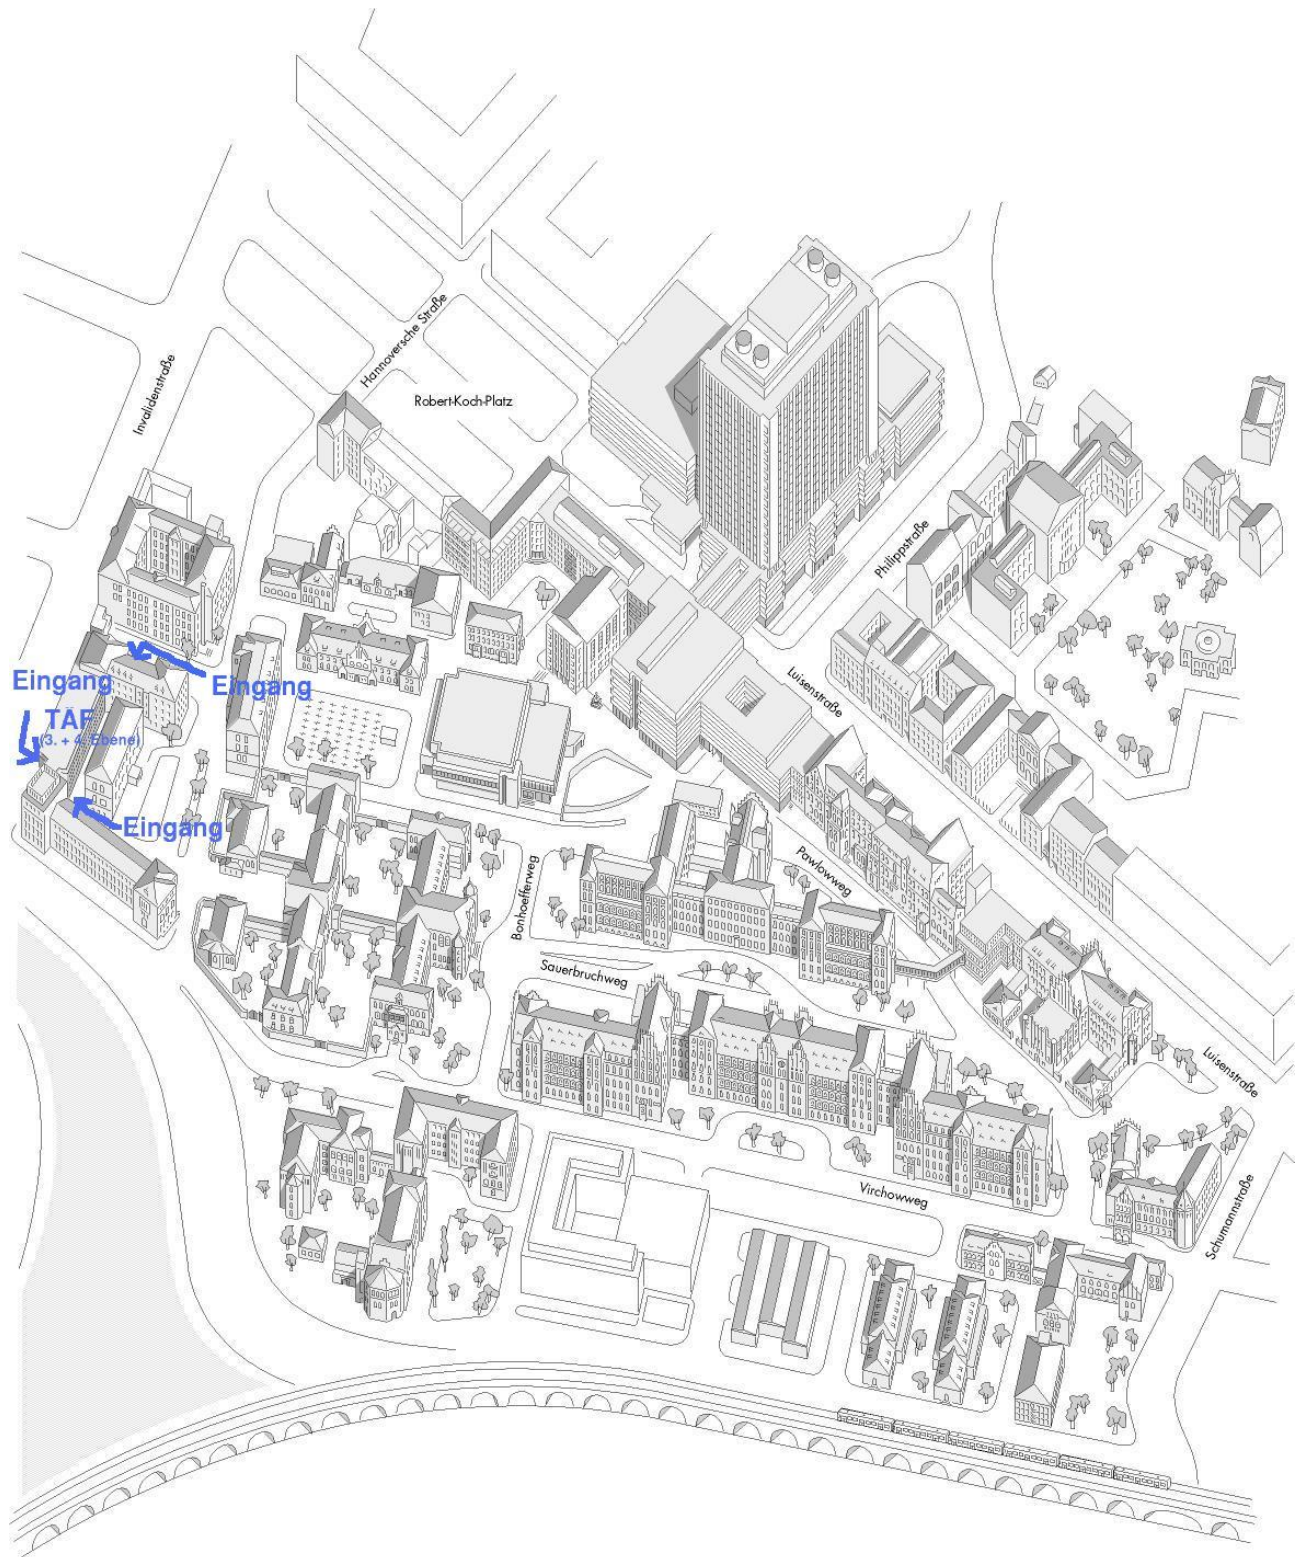 Hannoversche Straße
Invalidenstraße
Robert-Koch-Platz
Philippstraße
Eingang
Eingang
TÄF
(3. + 4. Ebene)
Luisenstraße
Eingang
Pawlowweg
Bonhoefferweg
Sauerbruchweg
Luisenstraße
Virchowweg
Schumannstraße